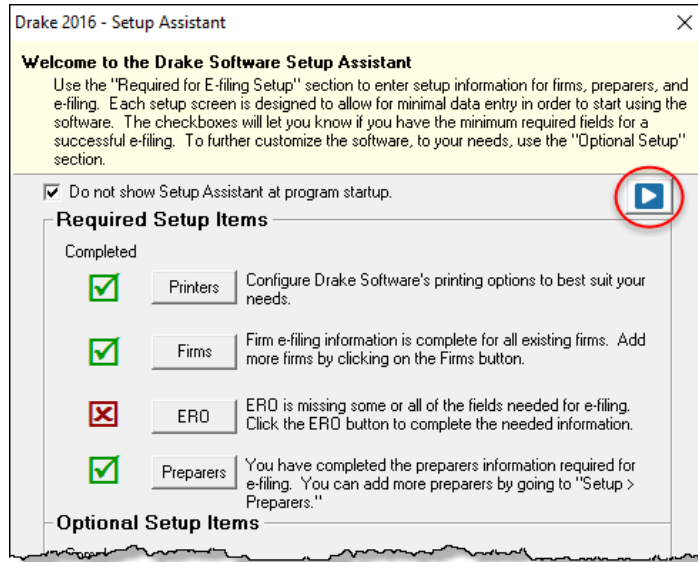 Drake 2016 - Setup Assistant
Welcome to the Drake Software Setup Assistant
Use the "Required for E-filing Setup" section to enter setup information for firms, preparers, and
e-filing. Each setup screen is designed to allow for minimal data entry in order to start using the
software. The checkboxes will let you know if you have the minimum required fields for a
successful e-filing. To further customize the software, to your needs, use the "Optional Setup"
section.
Do not show Setup Assistant at program startup.
Required Setup Items
Completed
Printers
Configure Drake Software's printing options to best suit your
needs.
Firms
Firm e-filing information is complete for all existing firms. Add
more firms by clicking on the Firms button.
ERO
ERO is missing some or all of the fields needed for e-filing.
Click the ERO button to complete the needed information.
Preparers
You have completed the preparers information required for
e-filing. You can add more preparers by going to "Setup >
Preparers."
Optional Setup Items